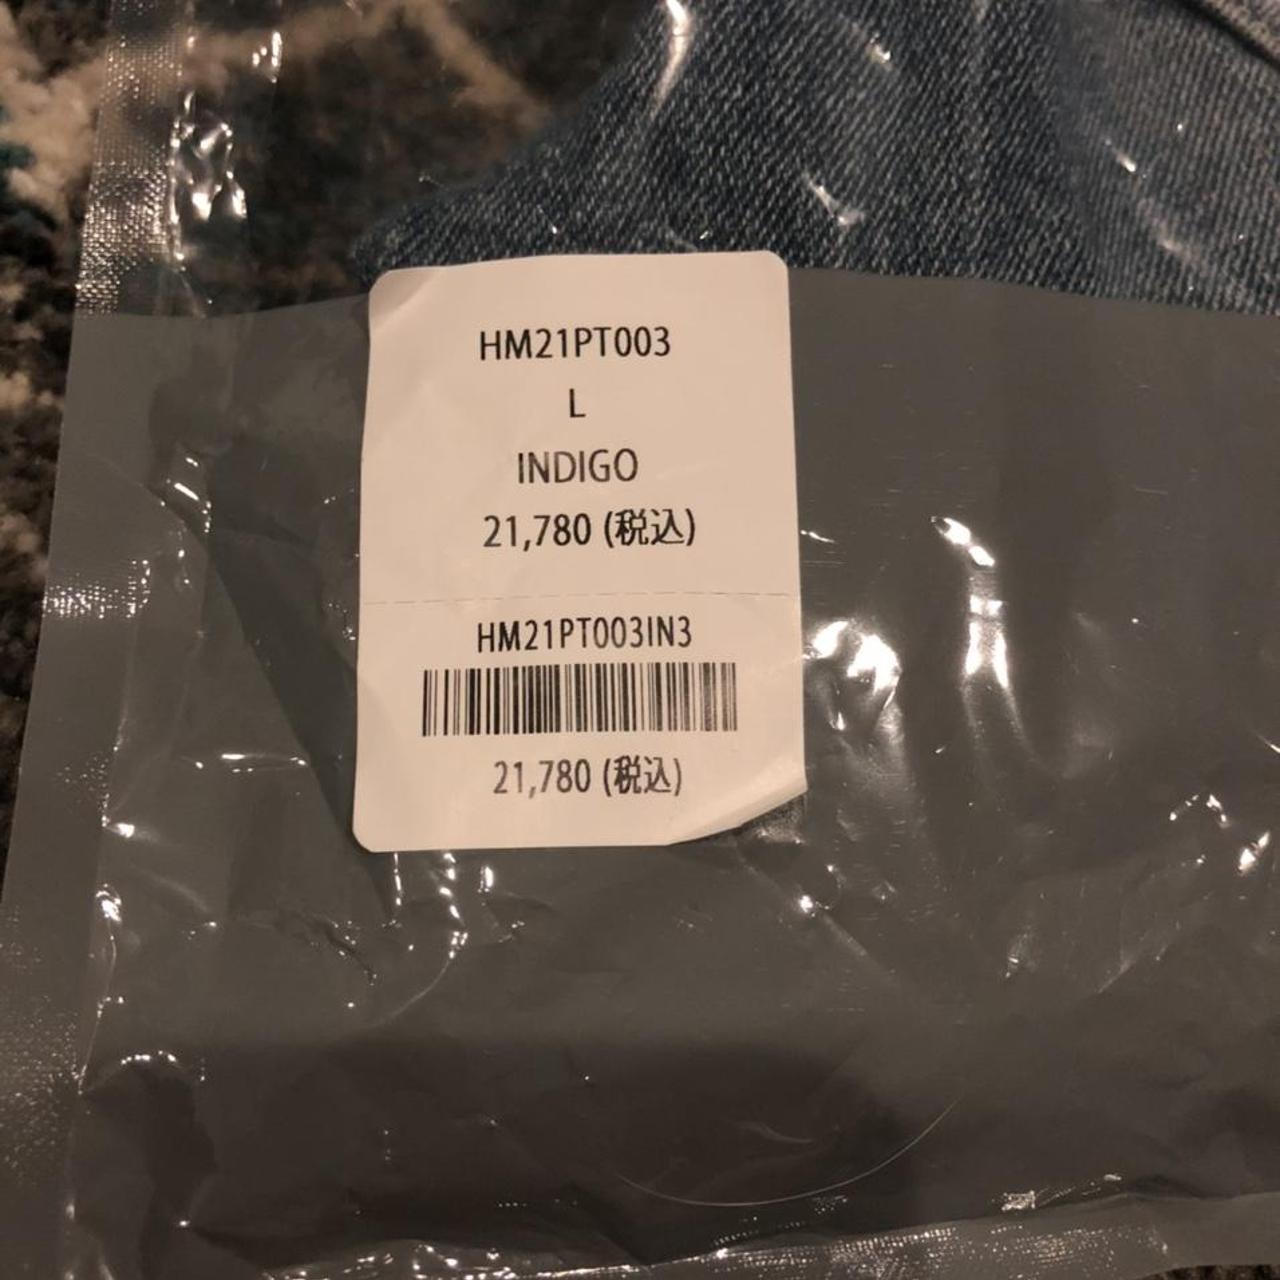 HM21PT003
L
INDIGO
21,780 (税込)
HM21PT003IN3
21,780 (税込)